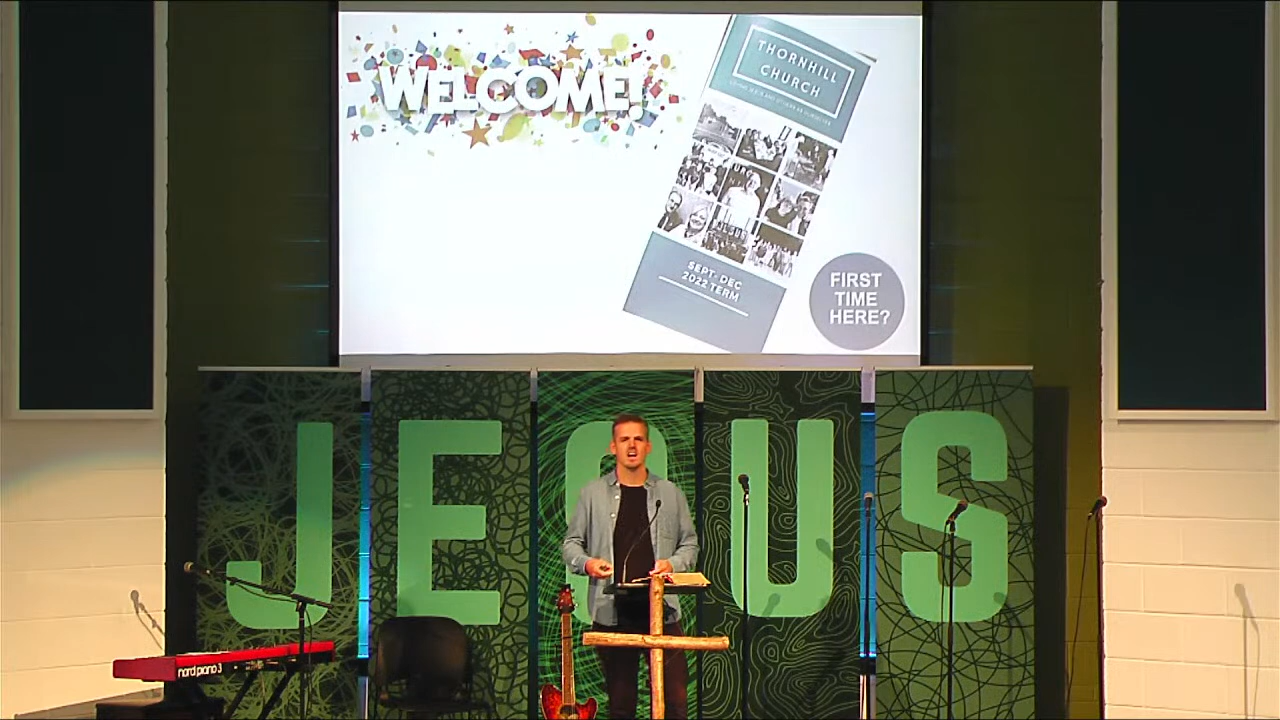 WELCOME!
THORNHILL
CHURCH
SEPT- DEC
2022 TERM
FIRST
TIME
HERE?
JESUS
nord piano 3